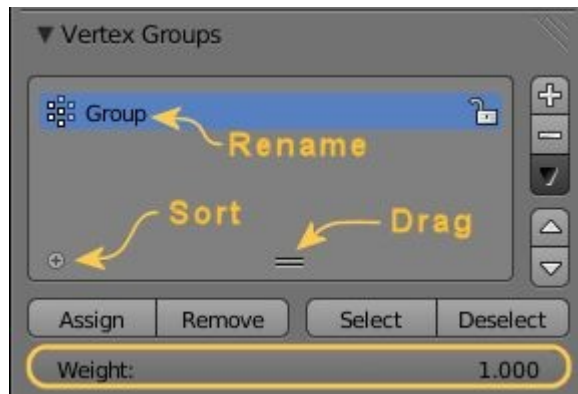 Vertex Groups
Group
Rename
Sort
Drag
Assign Remove Select Deselect
Weight: 1.000